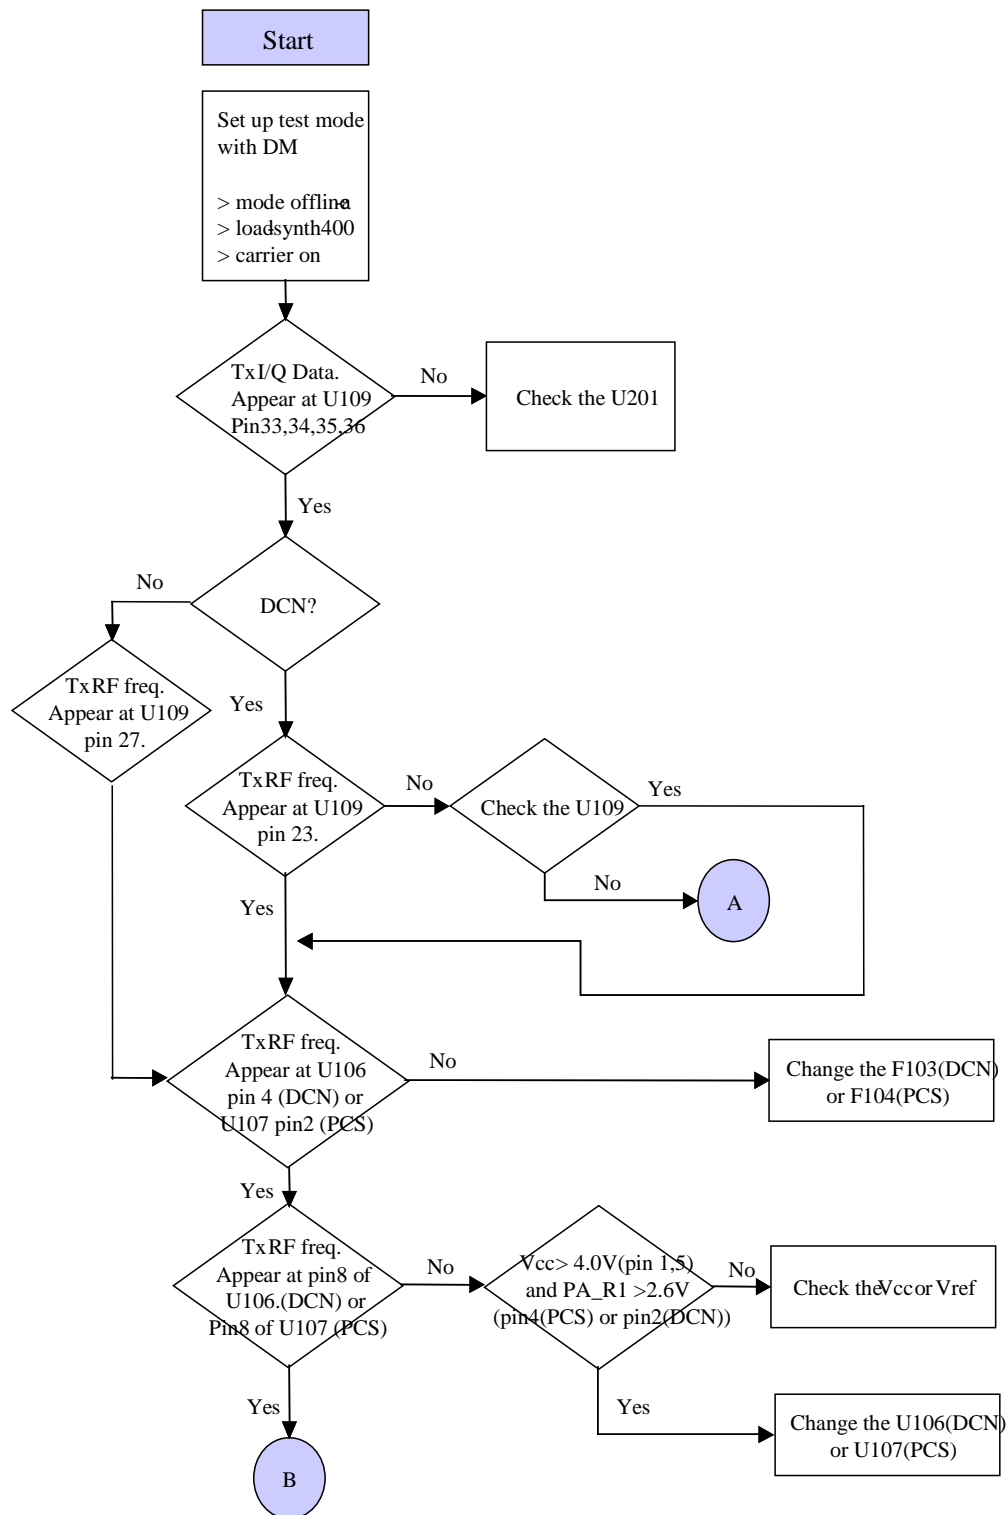 Start
Set up test mode
with DM
> mode offline-a
> load-synth400
> carrier on
TxI/Q Data.
Appear at U109
Pin33,34,35,36
No
Check the U201
Yes
No
DCN?
TxRF freq.
Appear at U109
pin 27.
Yes
TxRF freq.
Appear at U109
pin 23.
No
Check the U109
Yes
No
A
Yes
TxRF freq.
Appear at U106
pin 4 (DCN) or
U107 pin2 (PCS)
No
Change the F103(DCN)
or F104(PCS)
Yes
TxRF freq.
Appear at pin8 of
U106.(DCN) or
Pin8 of U107 (PCS)
No
Vcc> 4.0V(pin 1,5)
and PA_R1 >2.6V
(pin4(PCS) or pin2(DCN))
No
Check the Vcc or Vref
Yes
Yes
Change the U106(DCN)
or U107(PCS)
B